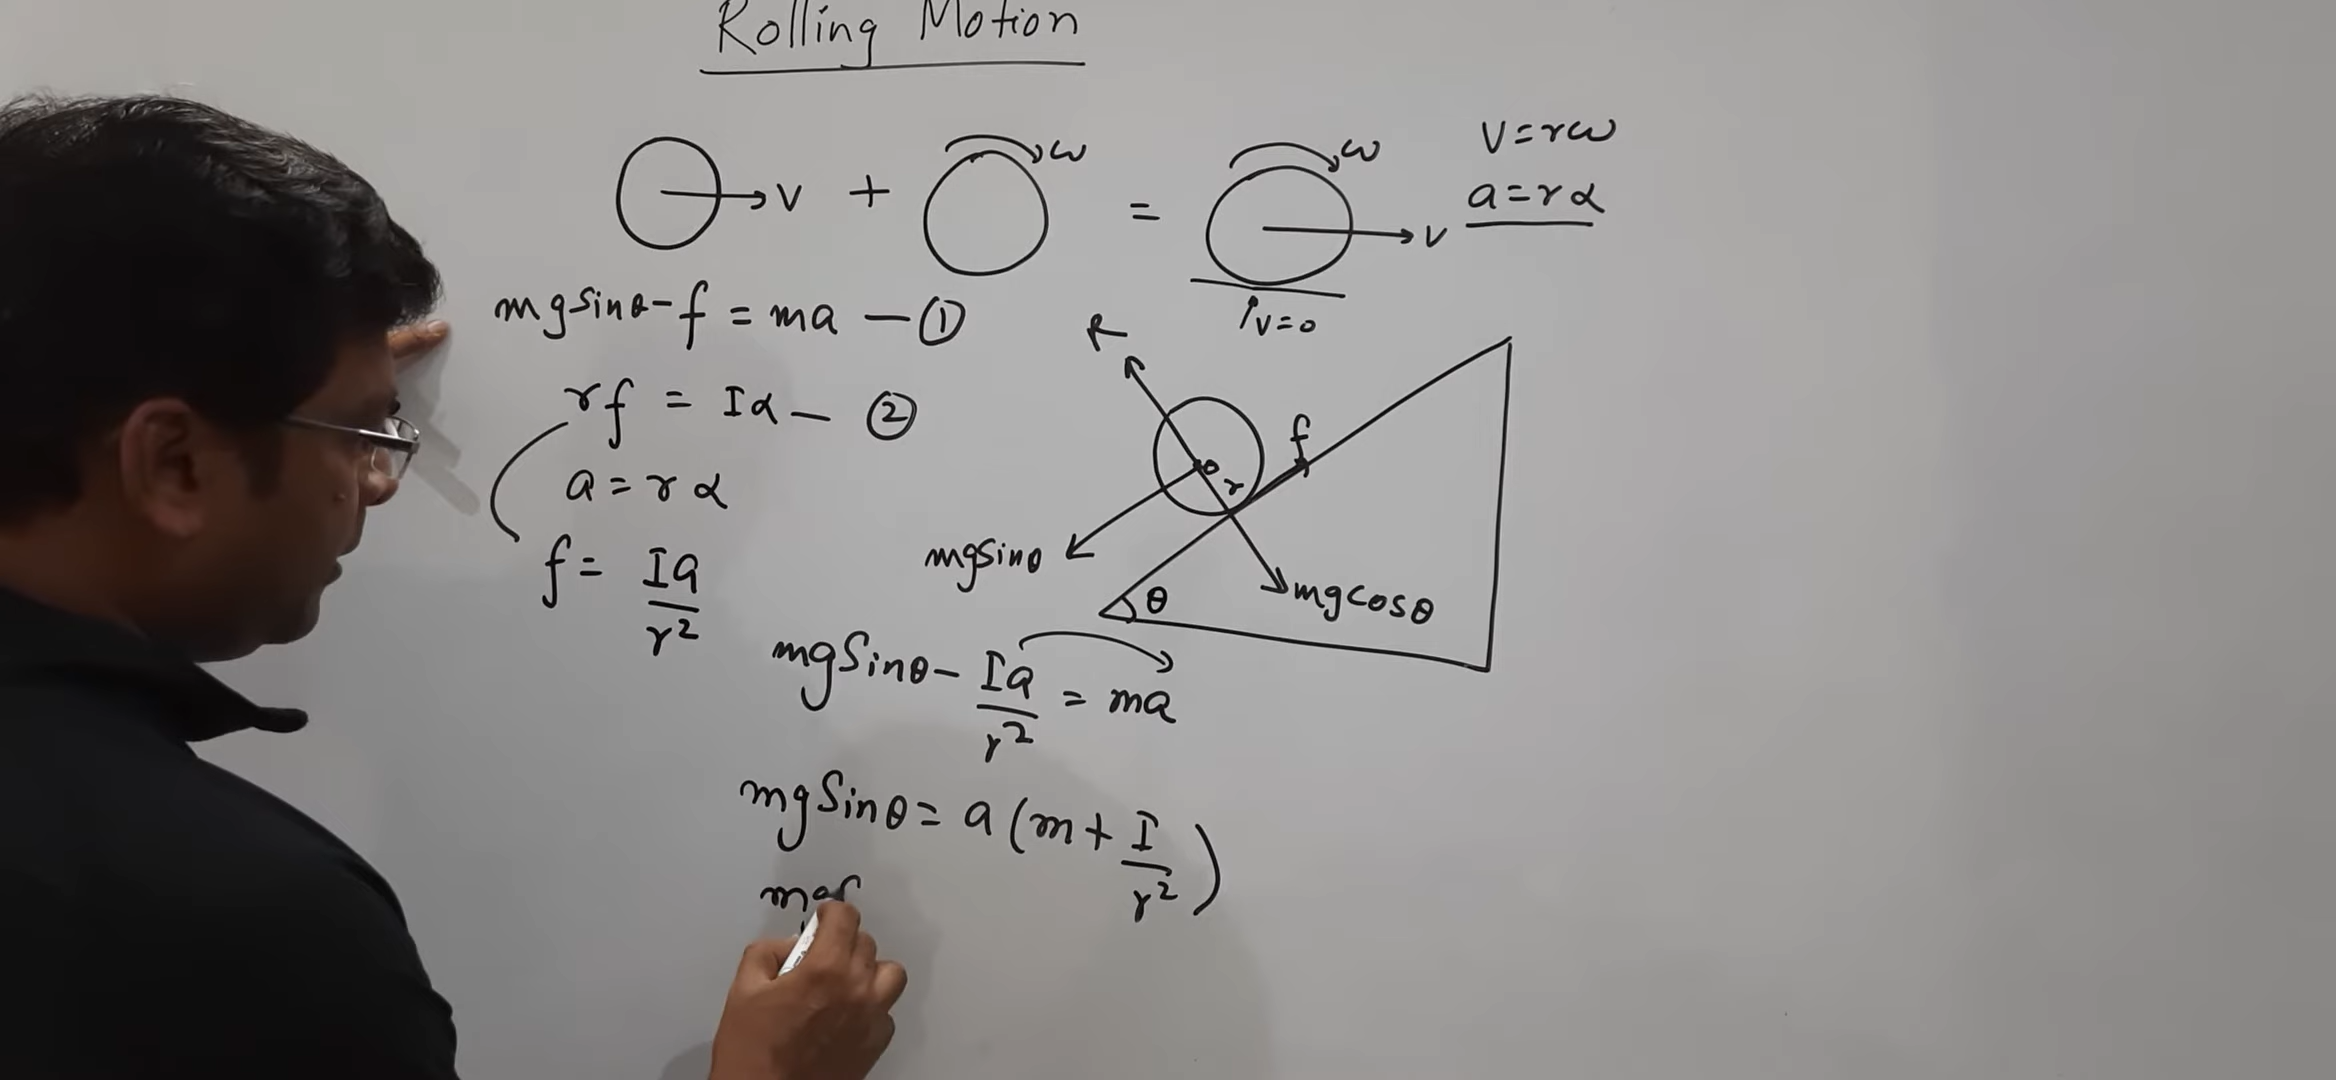 Rolling Motion
V + ω = ω V
V=rω
a=rα
V=0
mgsinθ-f = ma — ①
rf = Iα — ②
a=rα
f = Ia/r²
R
f
r
mgsinθ
mgcosθ
θ
mgSinθ - Ia/r² = ma
mgSinθ = a(m+ I/r²)